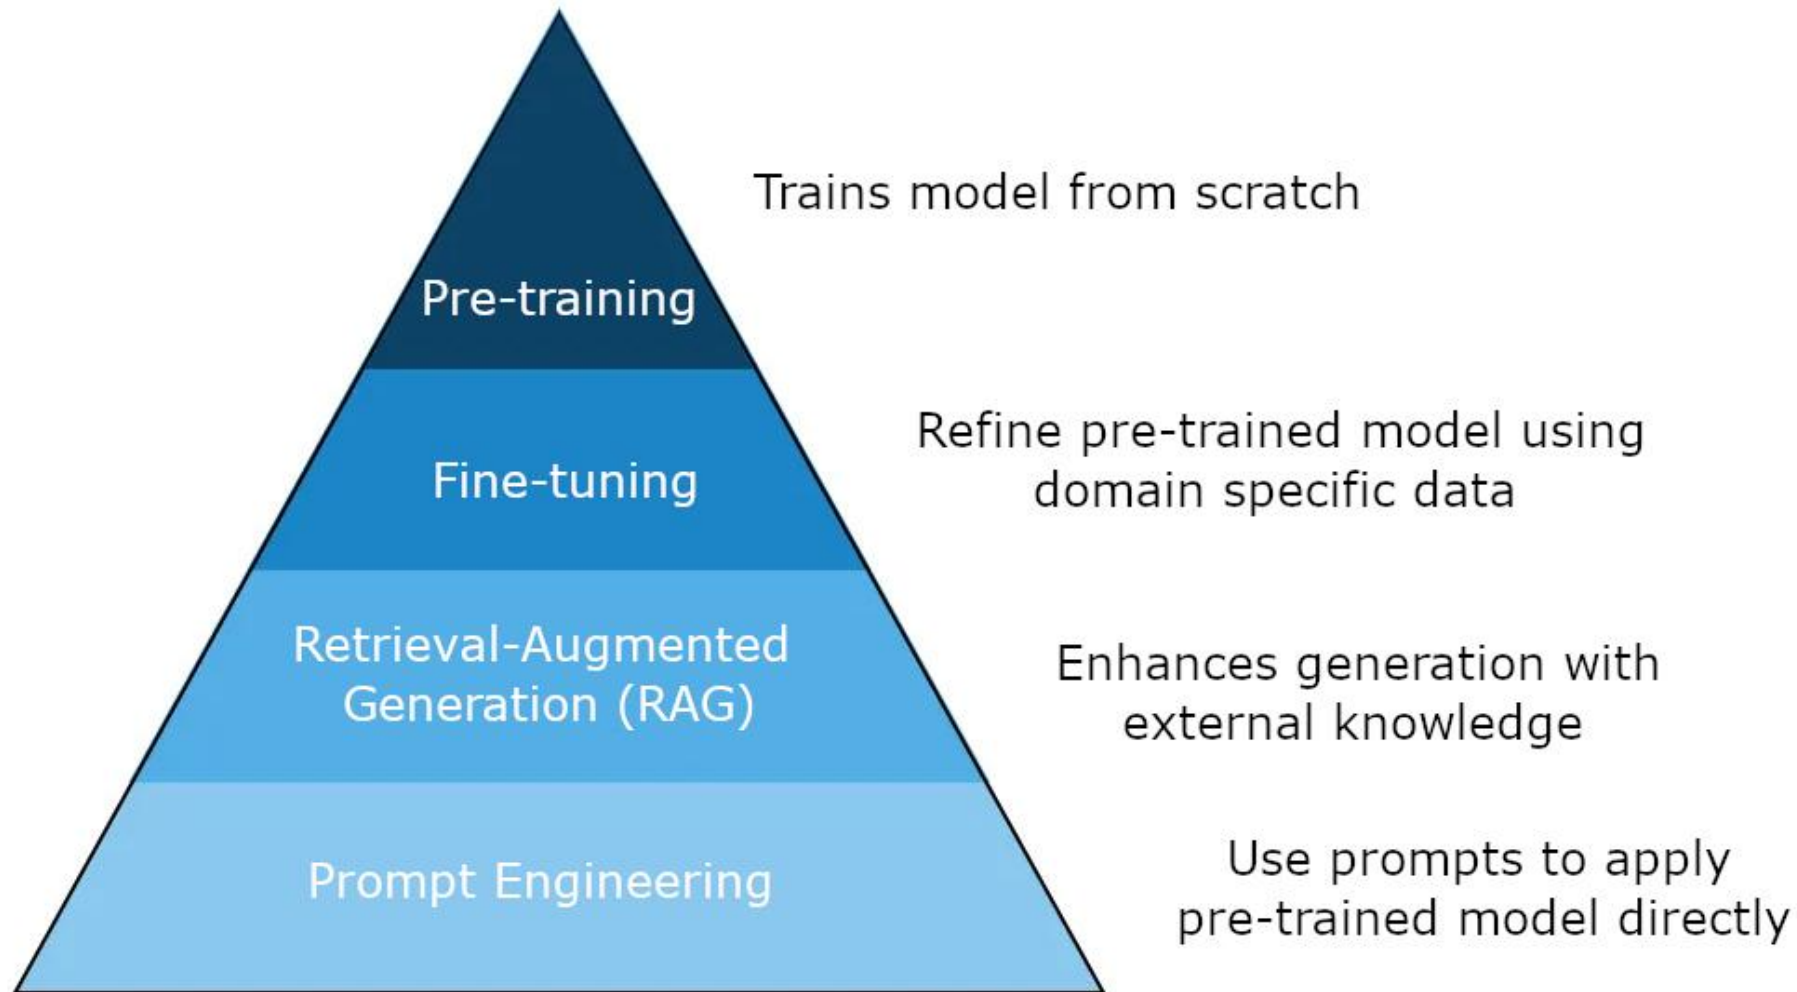 Trains model from scratch
Pre-training
Refine pre-trained model using
domain specific data
Fine-tuning
Retrieval-Augmented
Generation (RAG)
Enhances generation with
external knowledge
Prompt Engineering
Use prompts to apply
pre-trained model directly